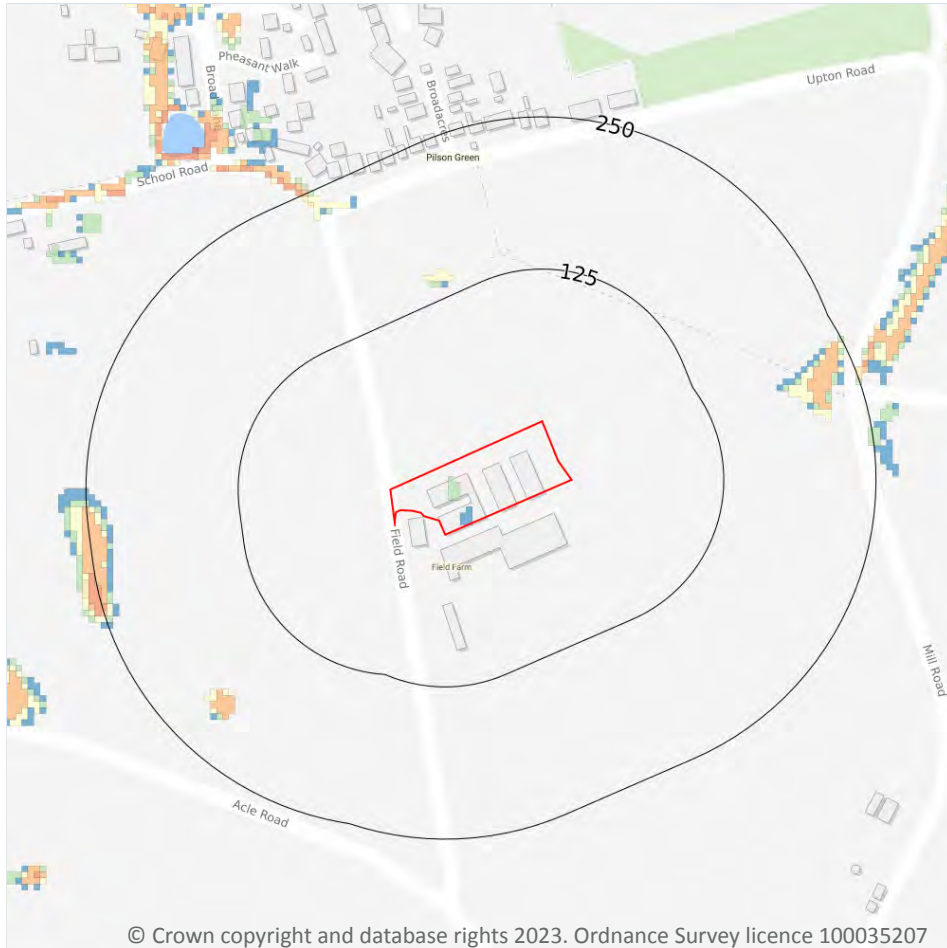 Pheasant Walk
Upton Road
Broadacres
250
Pilson Green
School Road
125
Field Road
Field Farm
Mill Road
Acle Road
© Crown copyright and database rights 2023. Ordnance Survey licence 100035207